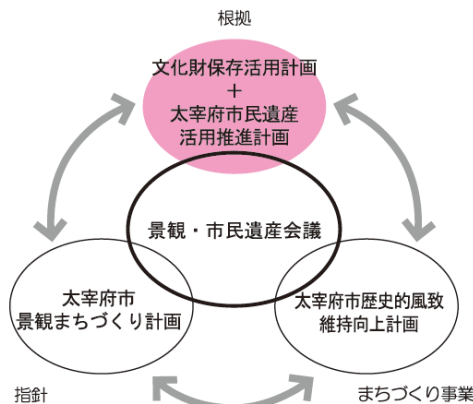 根拠
文化財保存活用計画
＋
太宰府市民遺産
活用推進計画
景観・市民遺産会議
太宰府市
景観まちづくり計画
太宰府市歴史的風致
維持向上計画
指針
まちづくり事業